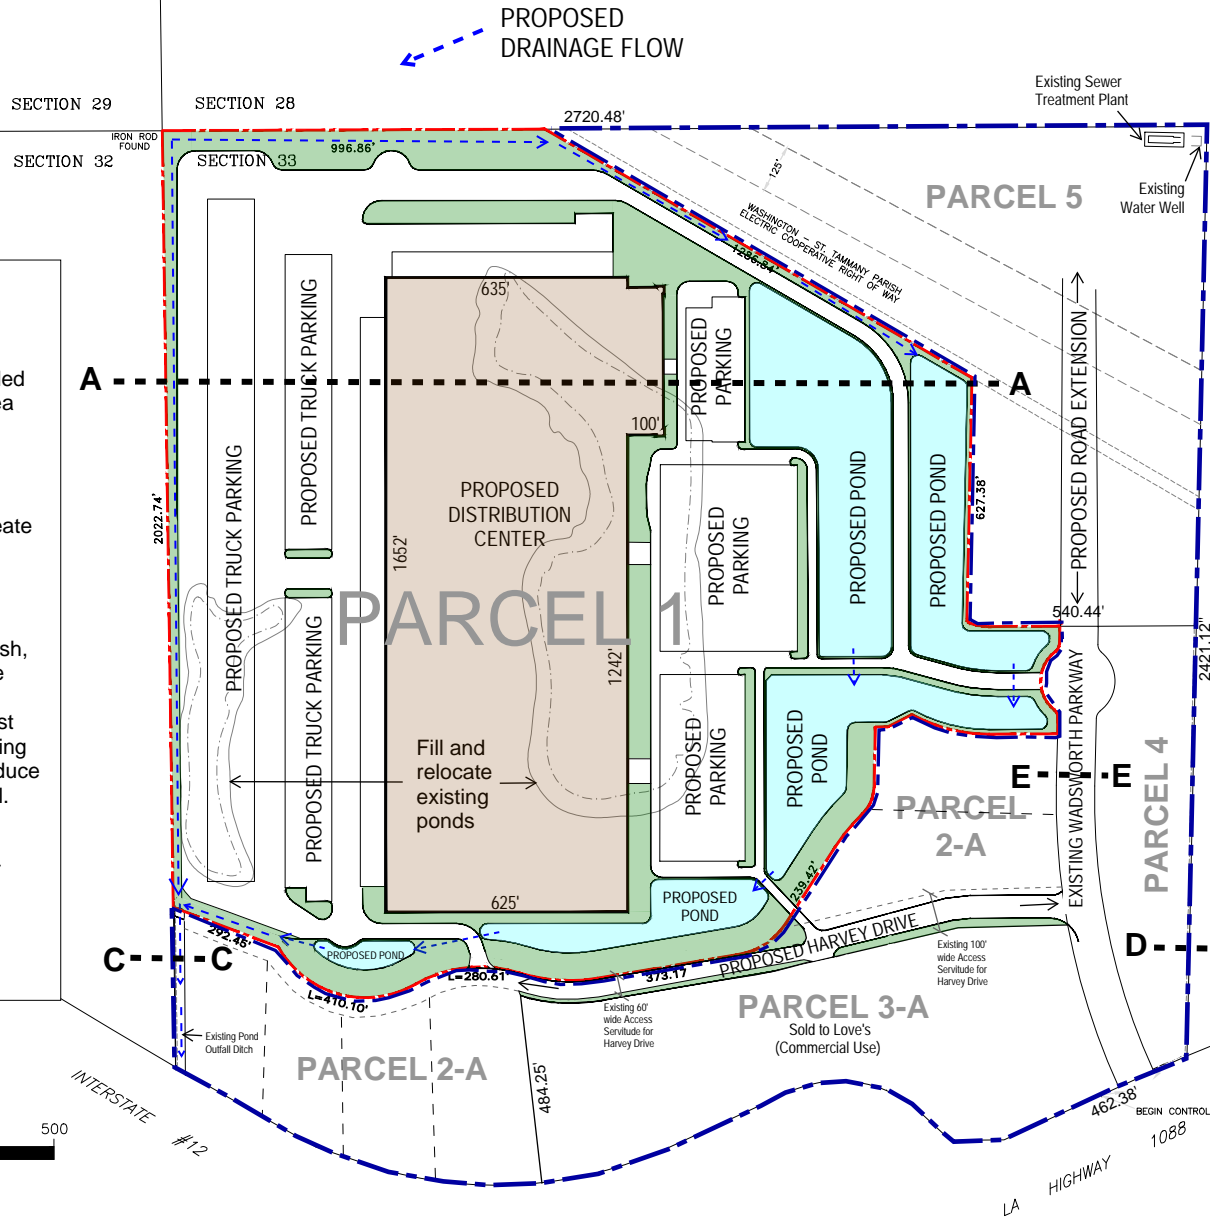 PROPOSED
DRAINAGE FLOW
SECTION 29
SECTION 28
IRON ROD
FOUND
SECTION 32
SECTION 33
996.86'
2720.48'
125'
Existing Sewer
Treatment Plant
Existing
Water Well
PARCEL 5
WASHINGTON – ST. TAMMANY PARISH
ELECTRIC COOPERATIVE RIGHT OF WAY
1286.84'
635'
A
A
100'
PROPOSED TRUCK PARKING
PROPOSED TRUCK PARKING
PROPOSED TRUCK PARKING
2022.74'
PROPOSED
DISTRIBUTION
CENTER
1652'
1242'
PARCEL 1
PROPOSED
PARKING
PROPOSED
PARKING
PROPOSED
PARKING
PROPOSED POND
PROPOSED POND
627.38'
PROPOSED ROAD EXTENSION
540.44'
2421.12'
PROPOSED
POND
Fill and
relocate
existing
ponds
EXISTING WADSWORTH PARKWAY
E
E
PARCEL 4
PARCEL
2-A
239.42'
625'
PROPOSED
POND
PROPOSED POND
292.45'
C
C
D
L=410.10'
L=280.61'
373.17
PROPOSED HARVEY DRIVE
Existing 100'
wide Access
Servitude for
Harvey Drive
Existing 60'
wide Access
Servitude for
Harvey Drive
PARCEL 3-A
Sold to Love's
(Commercial Use)
Existing Pond
Outfall Ditch
PARCEL 2-A
484.25'
INTERSTATE #12
462.38'
BEGIN CONTROL
LA HIGHWAY 1088
500
led
ea
eate
sh,
e
st
ing
duce
l.